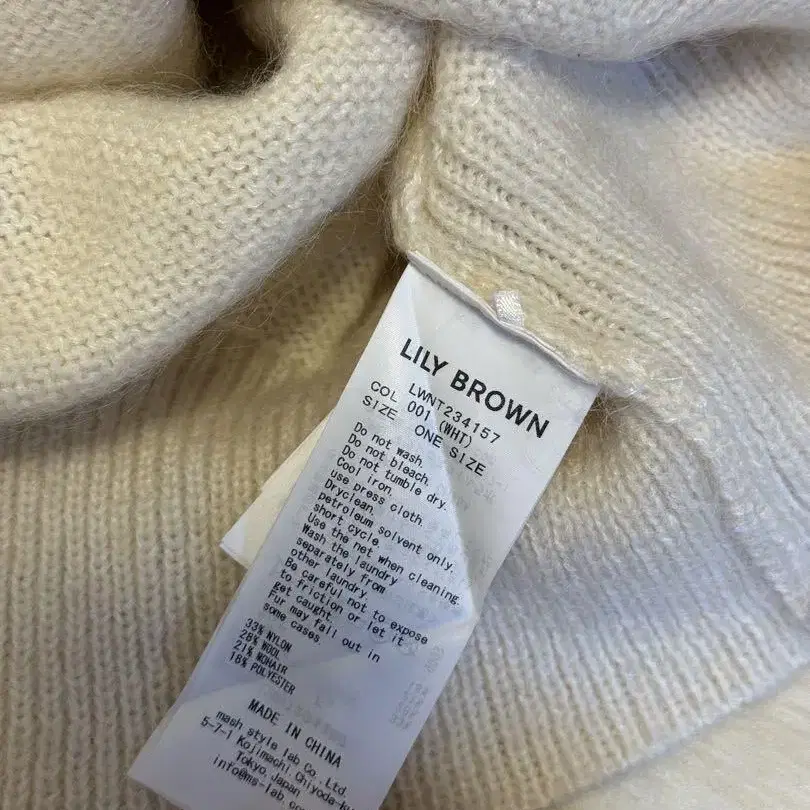 LILY BROWN
LWNT234157
COL 001 (WHT)
SIZE ONE SIZE
Do not wash.
Do not bleach.
Do not tumble dry.
Cool iron.
use press cloth.
Dryclean.
petroleum solvent only.
short cycle.
Use the net when cleaning.
Wash the laundry
separately from
other laundry.
Be careful not to expose
to friction or let it
get caught.
Fur may fall out in
some cases.
33% NYLON
28% WOOL
21% MOHAIR
18% POLYESTER
MADE IN CHINA
mash style lab Co., Ltd.
5-7-1 Kojimachi, Chiyoda-ku
Tokyo, Japan
info@ms-lab.co